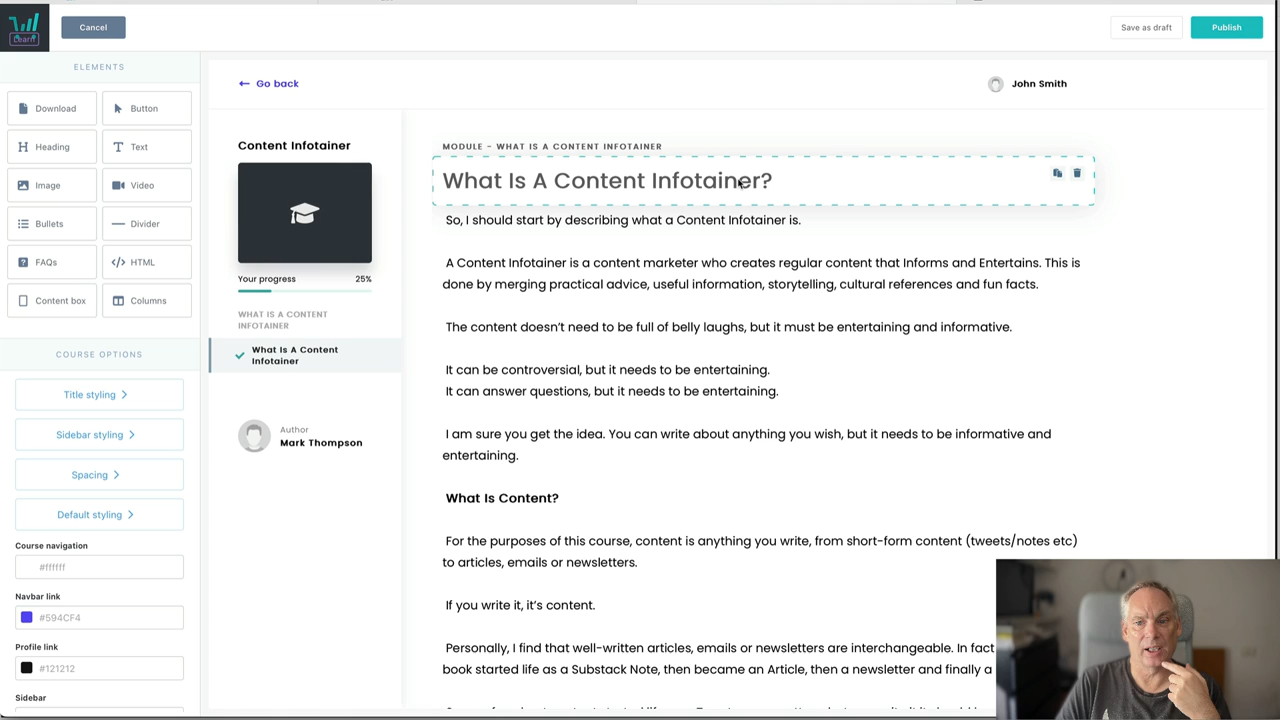 Learn
Cancel
Save as draft
Publish
ELEMENTS
Download
Button
Heading
Text
Image
Video
Bullets
Divider
FAQs
HTML
Content box
Columns
COURSE OPTIONS
Title styling
Sidebar styling
Spacing
Default styling
Course navigation
#ffffff
Navbar link
#594CF4
Profile link
#121212
Sidebar
← Go back
John Smith
Content Infotainer
Your progress 25%
WHAT IS A CONTENT
INFOTAINER
What Is A Content
Infotainer
Author
Mark Thompson
MODULE - WHAT IS A CONTENT INFOTAINER
What Is A Content Infotainer?
So, I should start by describing what a Content Infotainer is.
A Content Infotainer is a content marketer who creates regular content that Informs and Entertains. This is
done by merging practical advice, useful information, storytelling, cultural references and fun facts.
The content doesn't need to be full of belly laughs, but it must be entertaining and informative.
It can be controversial, but it needs to be entertaining.
It can answer questions, but it needs to be entertaining.
I am sure you get the idea. You can write about anything you wish, but it needs to be informative and
entertaining.
What Is Content?
For the purposes of this course, content is anything you write, from short-form content (tweets/notes etc)
to articles, emails or newsletters.
If you write it, it's content.
Personally, I find that well-written articles, emails or newsletters are interchangeable. In fact
book started life as a Substack Note, then became an Article, then a newsletter and finally a